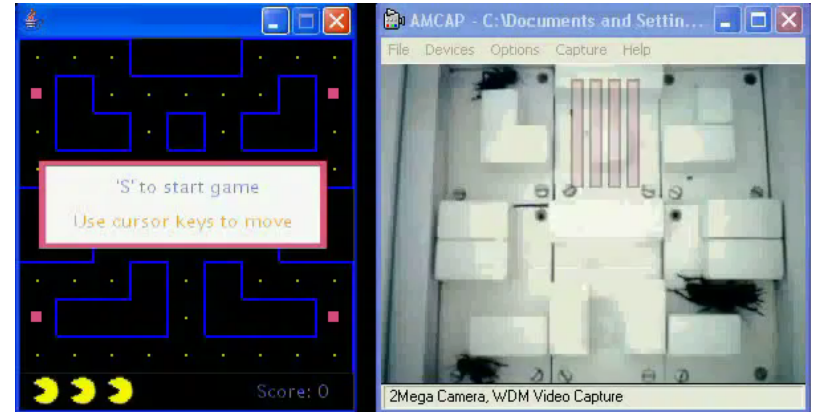 'S' to start game
Use cursor keys to move
Score: 0
AMCAP - C:\Documents and Settin...
File Devices Options Capture Help
2Mega Camera, WDM Video Capture